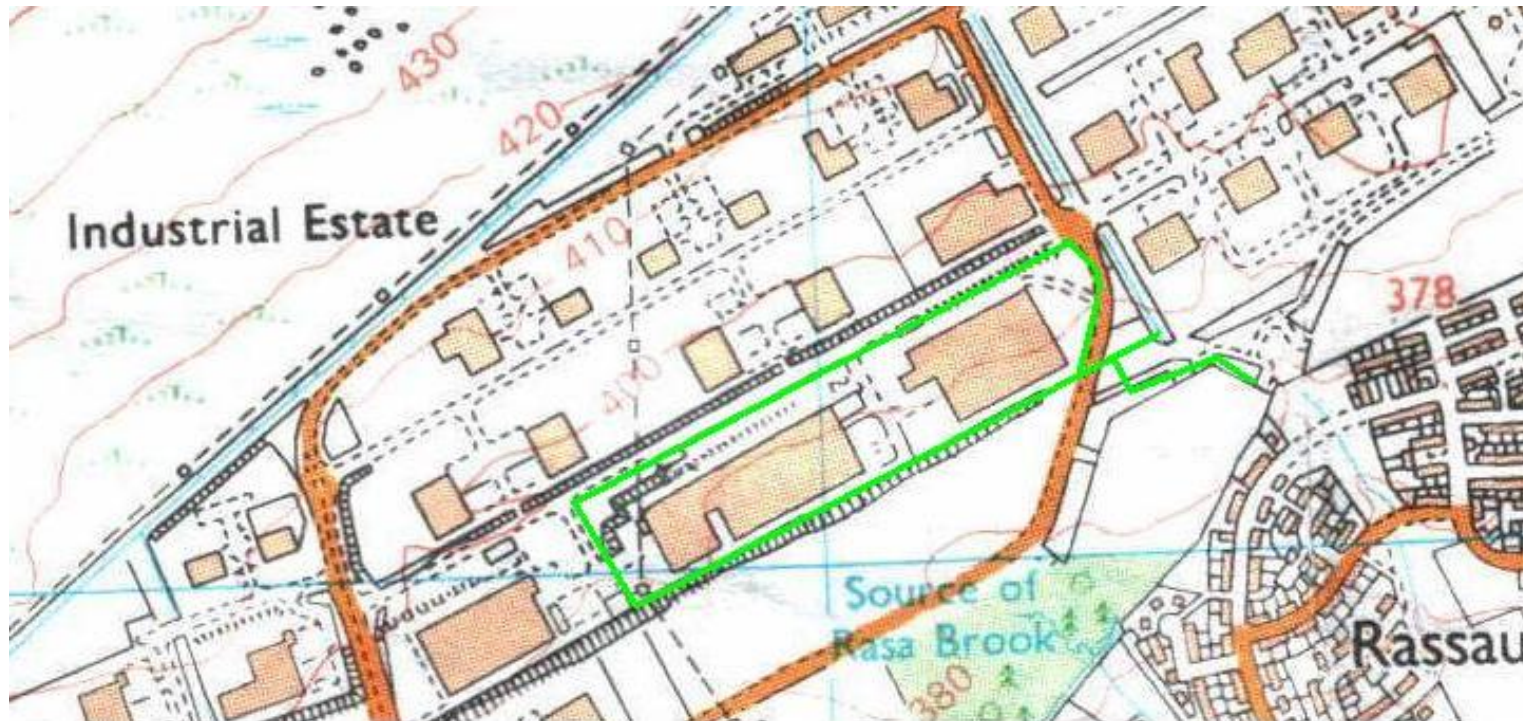 430
420
Industrial Estate
410
378
400
Source of
Rasa Brook
Rassau
380